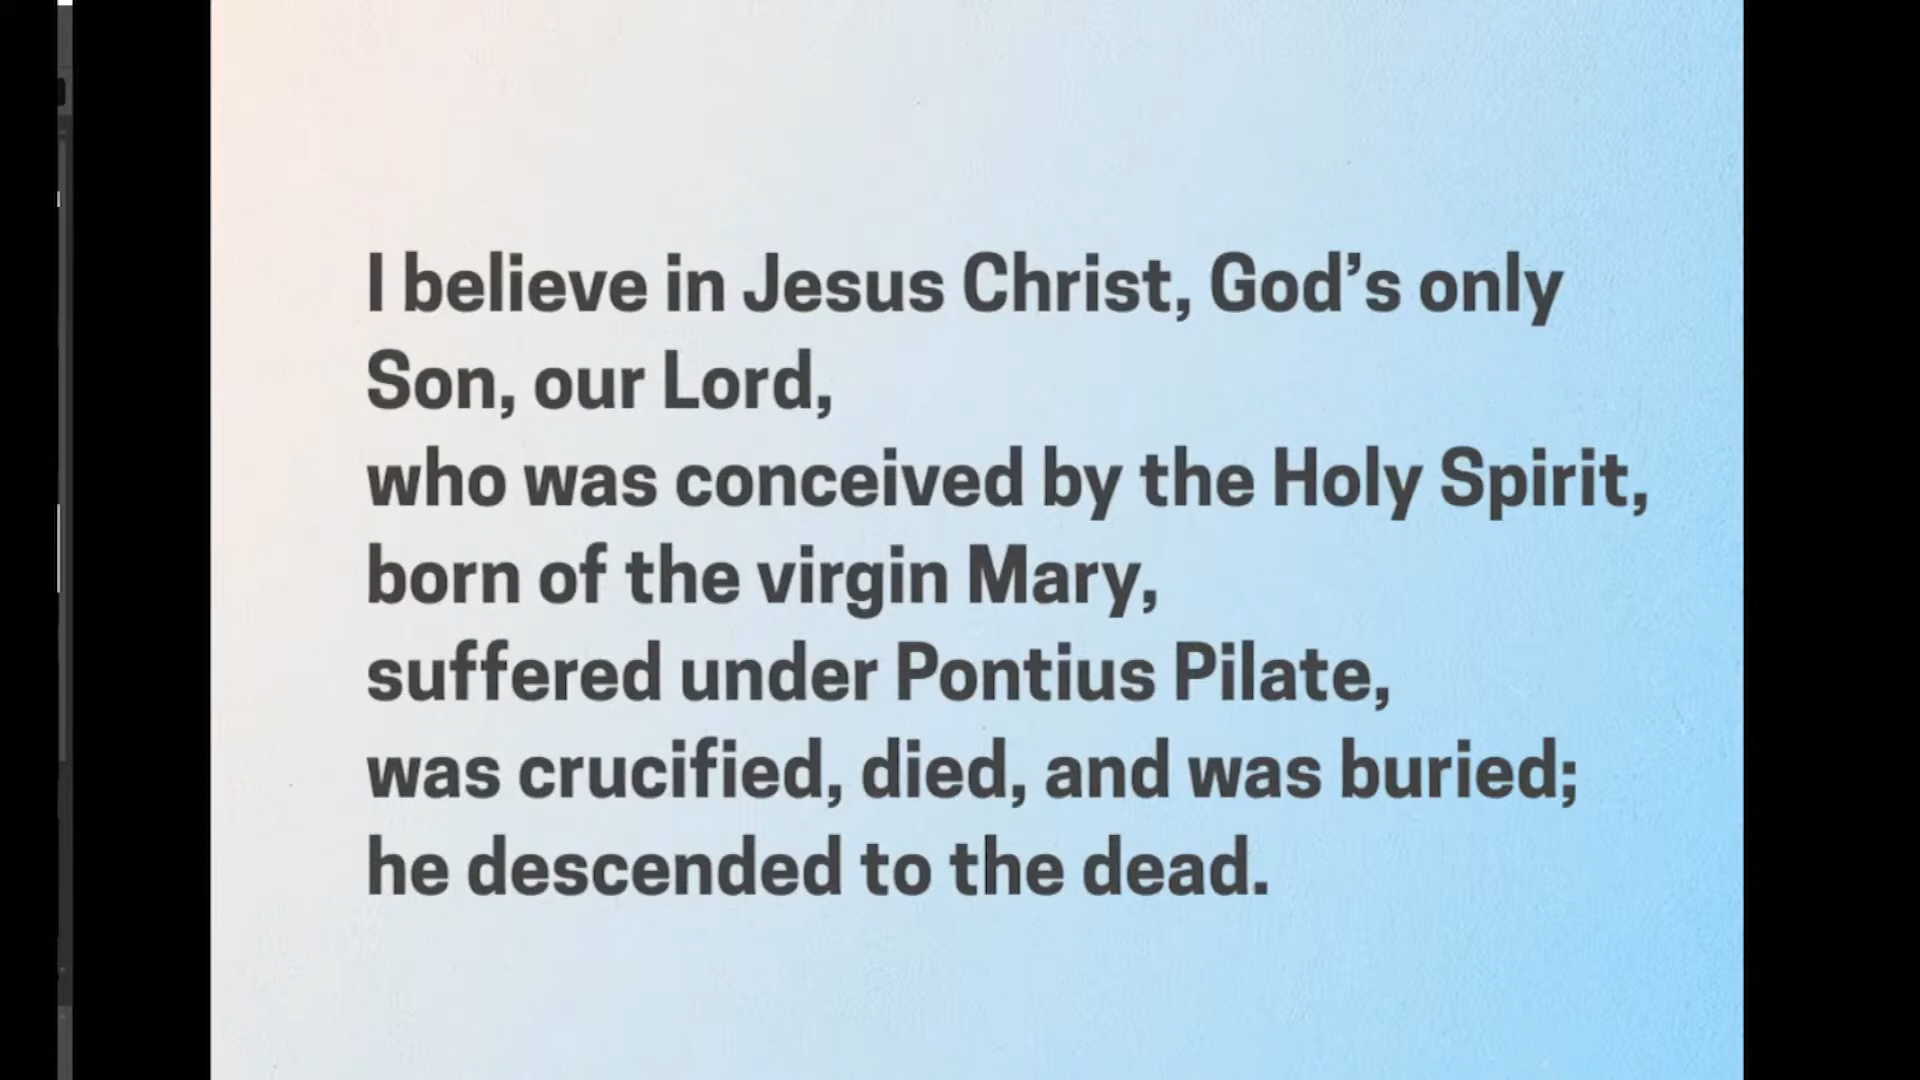 I believe in Jesus Christ, God’s only
Son, our Lord,
who was conceived by the Holy Spirit,
born of the virgin Mary,
suffered under Pontius Pilate,
was crucified, died, and was buried;
he descended to the dead.